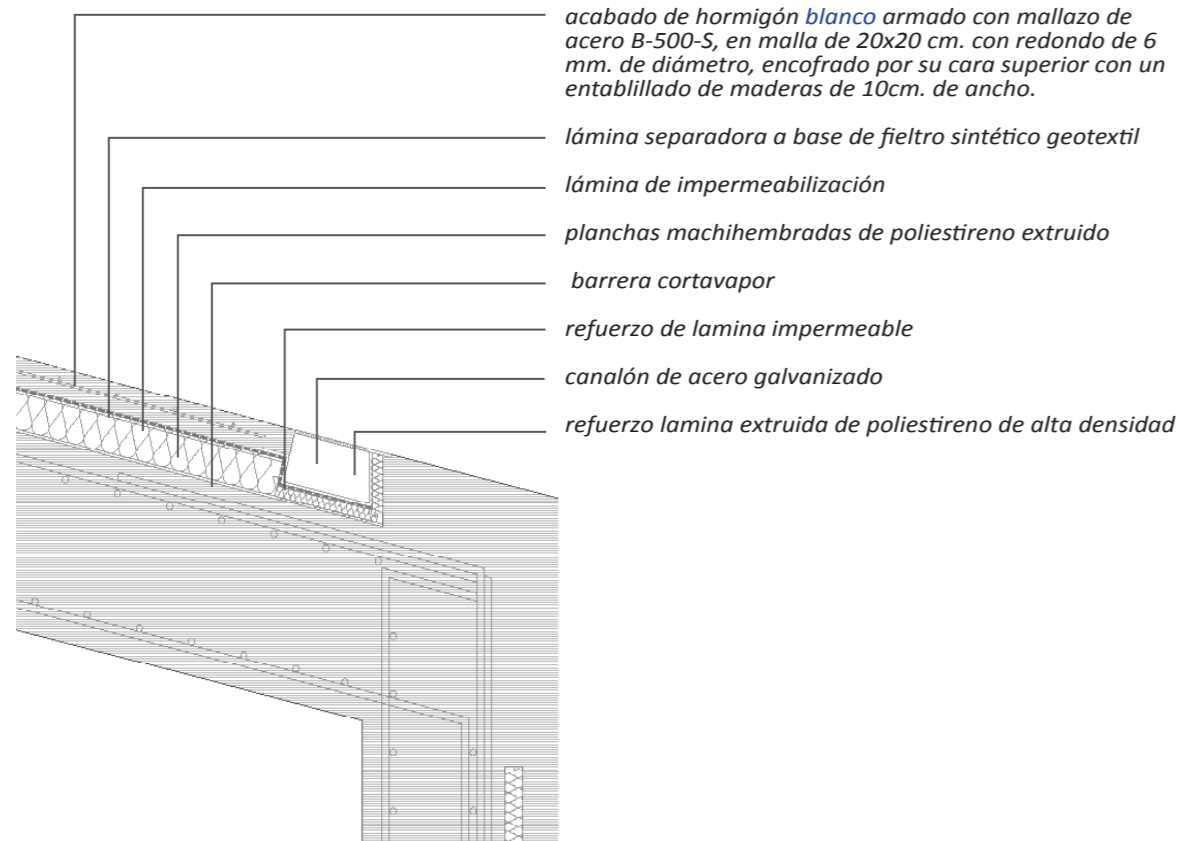 acabado de hormigón blanco armado con mallazo de
acero B-500-S, en malla de 20x20 cm. con redondo de 6
mm. de diámetro, encofrado por su cara superior con un
entablillado de maderas de 10cm. de ancho.
lámina separadora a base de fieltro sintético geotextil
lámina de impermeabilización
planchas machihembradas de poliestireno extruido
barrera cortavapor
refuerzo de lamina impermeable
canalón de acero galvanizado
refuerzo lamina extruida de poliestireno de alta densidad